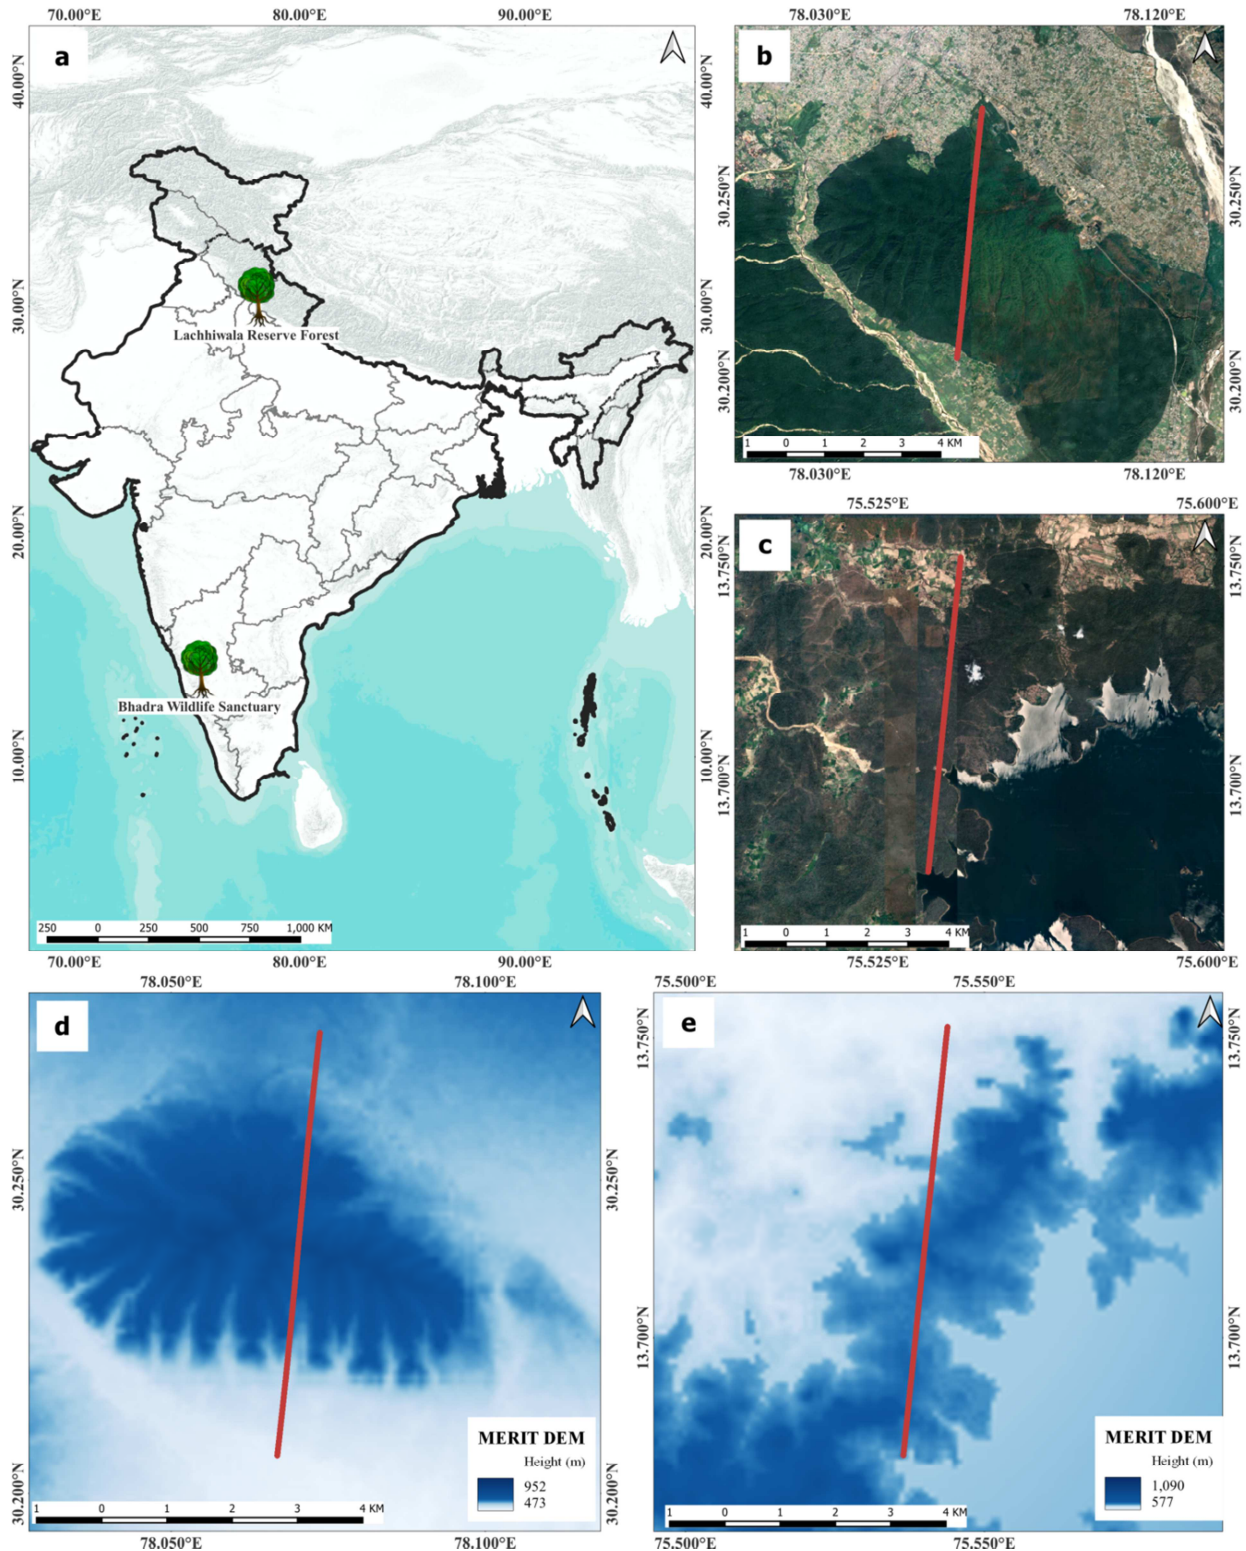 70.00°E 80.00°E 90.00°E
a
40.00°N 40.00°N
30.00°N 30.00°N
20.00°N 20.00°N
10.00°N 10.00°N
Lachhiwala Reserve Forest
Bhadra Wildlife Sanctuary
250 0 250 500 750 1,000 KM
70.00°E 80.00°E 90.00°E
78.030°E 78.120°E
b
30.250°N 30.250°N
30.200°N 30.200°N
1 0 1 2 3 4 KM
78.030°E 78.120°E
75.525°E 75.600°E
c
13.750°N 13.750°N
13.700°N 13.700°N
1 0 1 2 3 4 KM
75.525°E 75.600°E
78.050°E 78.100°E
d
30.250°N 30.250°N
30.200°N 30.200°N
MERIT DEM
Height (m)
952
473
1 0 1 2 3 4 KM
78.050°E 78.100°E
75.500°E 75.550°E
e
13.750°N 13.750°N
13.700°N 13.700°N
MERIT DEM
Height (m)
1,090
577
1 0 1 2 3 4 KM
75.500°E 75.550°E